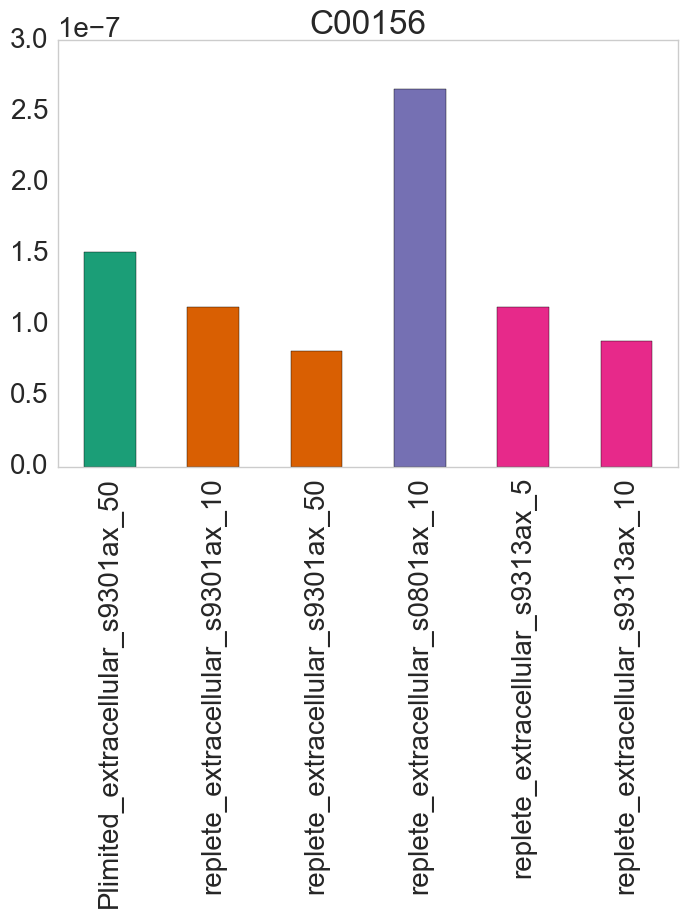 C00156
1e−7
3.0
2.5
2.0
1.5
1.0
0.5
0.0
Plimited_extracellular_s9301ax_50
replete_extracellular_s9301ax_10
replete_extracellular_s9301ax_50
replete_extracellular_s0801ax_10
replete_extracellular_s9313ax_5
replete_extracellular_s9313ax_10